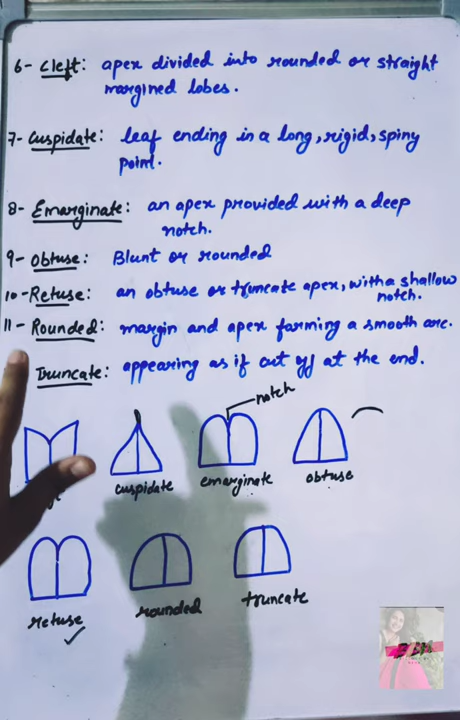 6- Cleft: apex divided into rounded or straight
margined lobes.
7- Cuspidate: leaf ending in a long, rigid, spiny
point.
8- Emarginate: an apex provided with a deep
notch.
9- Obtuse: Blunt or rounded
10- Retuse: an obtuse or truncate apex, with a shallow
notch.
11- Rounded: margin and apex forming a smooth arc.
Truncate: appearing as if cut off at the end.
notch
cuspidate emarginate obtuse
retuse rounded truncate